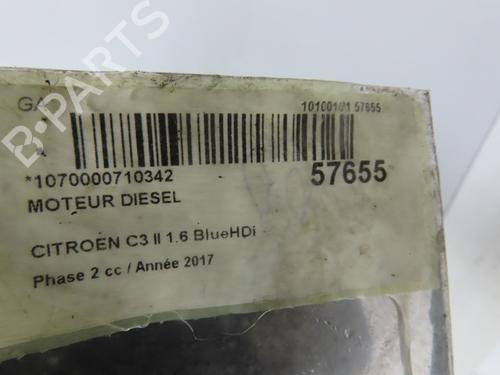 GA
10100101 57655
*1070000710342
57655
MOTEUR DIESEL
CITROEN C3 II 1.6 BlueHDi
Phase 2 cc / Année 2017
B-PARTS